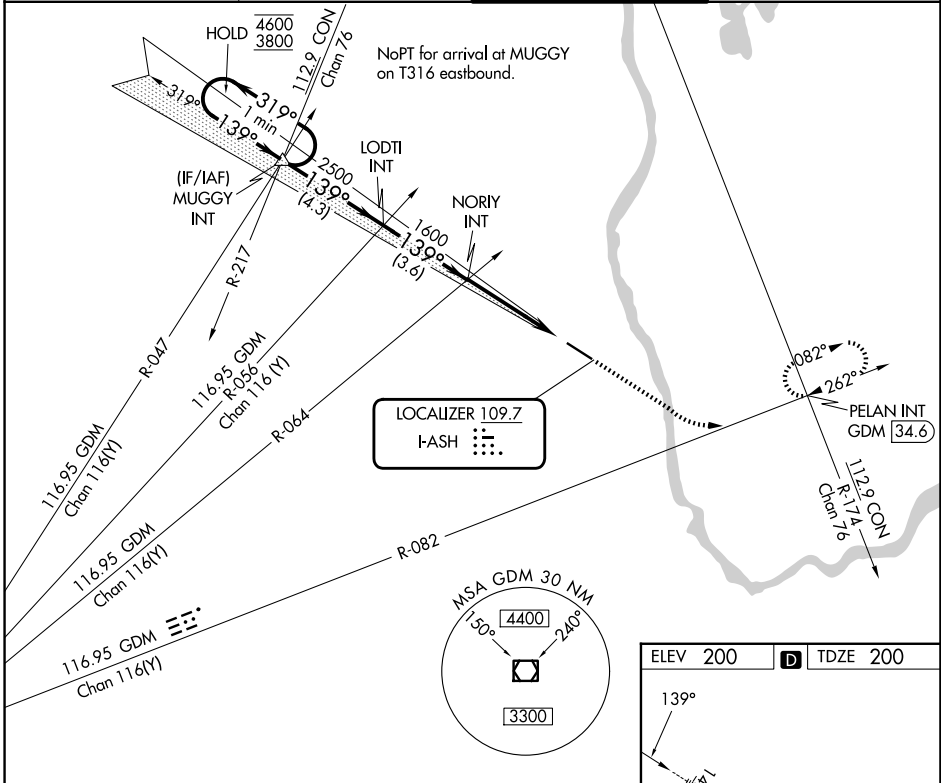 HOLD 4600
3800
112.9 CON
Chan 76
NoPT for arrival at MUGGY
on T316 eastbound.
319°
319°
1 min
139°
139°
2500
(4.3)
LODTI
INT
(IF/IAF)
MUGGY
INT
NORIY
INT
1600
139°
(3.6)
R-217
R-047
116.95 GDM
R-056
Chan 116 (Y)
R-064
LOCALIZER 109.7
I-ASH
082°
262°
PELAN INT
GDM 34.6
112.9 CON
R-174
Chan 76
116.95 GDM
Chan 116(Y)
116.95 GDM
Chan 116(Y)
R-082
116.95 GDM
Chan 116(Y)
MSA GDM 30 NM
150°
4400
240°
3300
ELEV 200 D TDZE 200
139°
14